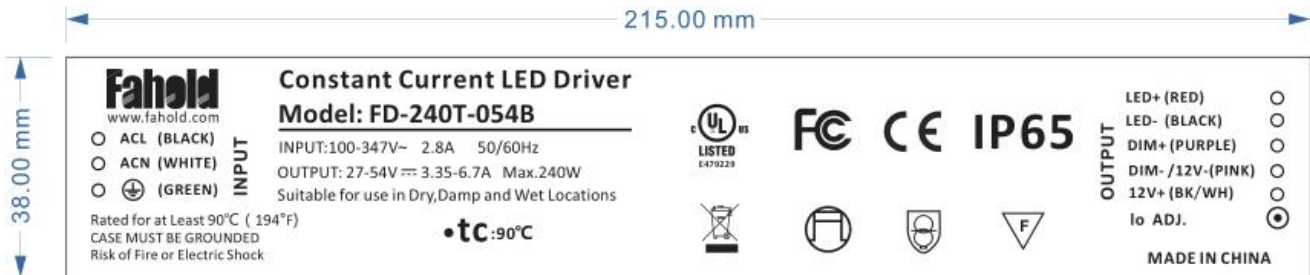 215.00 mm
38.00 mm
Fahold
www.fahold.com
ACL (BLACK)
ACN (WHITE)
(GREEN)
INPUT
Rated for at Least 90℃ ( 194°F)
CASE MUST BE GROUNDED
Risk of Fire or Electric Shock
Constant Current LED Driver
Model: FD-240T-054B
INPUT:100-347V~ 2.8A 50/60Hz
OUTPUT: 27-54V⎓ 3.35-6.7A Max.240W
Suitable for use in Dry,Damp and Wet Locations
•tc:90℃
c UL us
LISTED
E479229
FC
CE
IP65
F
OUTPUT
LED+ (RED)
LED- (BLACK)
DIM+ (PURPLE)
DIM- /12V-(PINK)
12V+ (BK/WH)
Io ADJ.
MADE IN CHINA